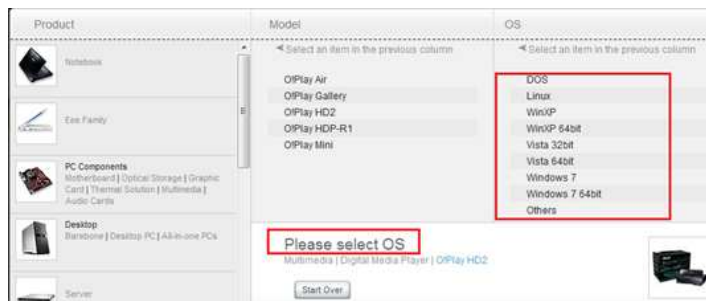 Product
Notebook
Eee Family
PC Components
Motherboard | Optical Storage | Graphic
Card | Thermal Solution | Multimedia |
Audio Cards
Desktop
Barebone | Desktop PC | All-in-one PCs
Server
Model
Select an item in the previous column
O!Play Air
O!Play Gallery
O!Play HD2
O!Play HDP-R1
O!Play Mini
OS
Select an item in the previous column
DOS
Linux
WinXP
WinXP 64bit
Vista 32bit
Vista 64bit
Windows 7
Windows 7 64bit
Others
Please select OS
Multimedia | Digital Media Player | O!Play HD2
Start Over